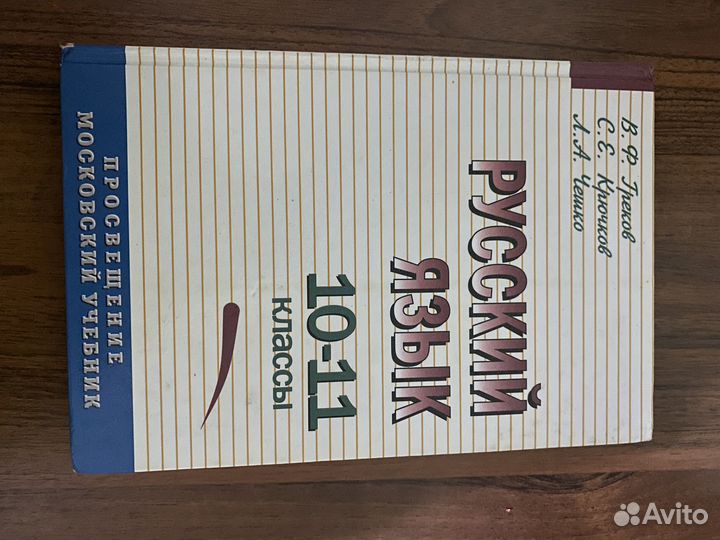 В. Ф. Греков
С. Е. Крючков
Л. А. Чешко
РУССКИЙ
ЯЗЫК
10-11
классы
ПРОСВЕЩЕНИЕ
МОСКОВСКИЙ УЧЕБНИК
Avito